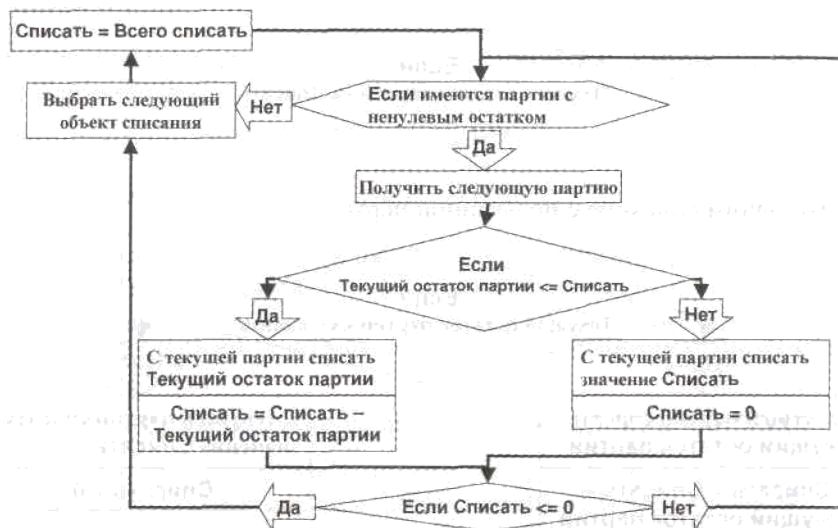 Списать = Всего списать
Выбрать следующий
объект списания
Нет
Если имеются партии с
ненулевым остатком
Да
Получить следующую партию
Если
Текущий остаток партии <= Списать
Да
Нет
С текущей партии списать
Текущий остаток партии
Списать = Списать –
Текущий остаток партии
С текущей партии списать
значение Списать
Списать = 0
Да
Если Списать <= 0
Нет